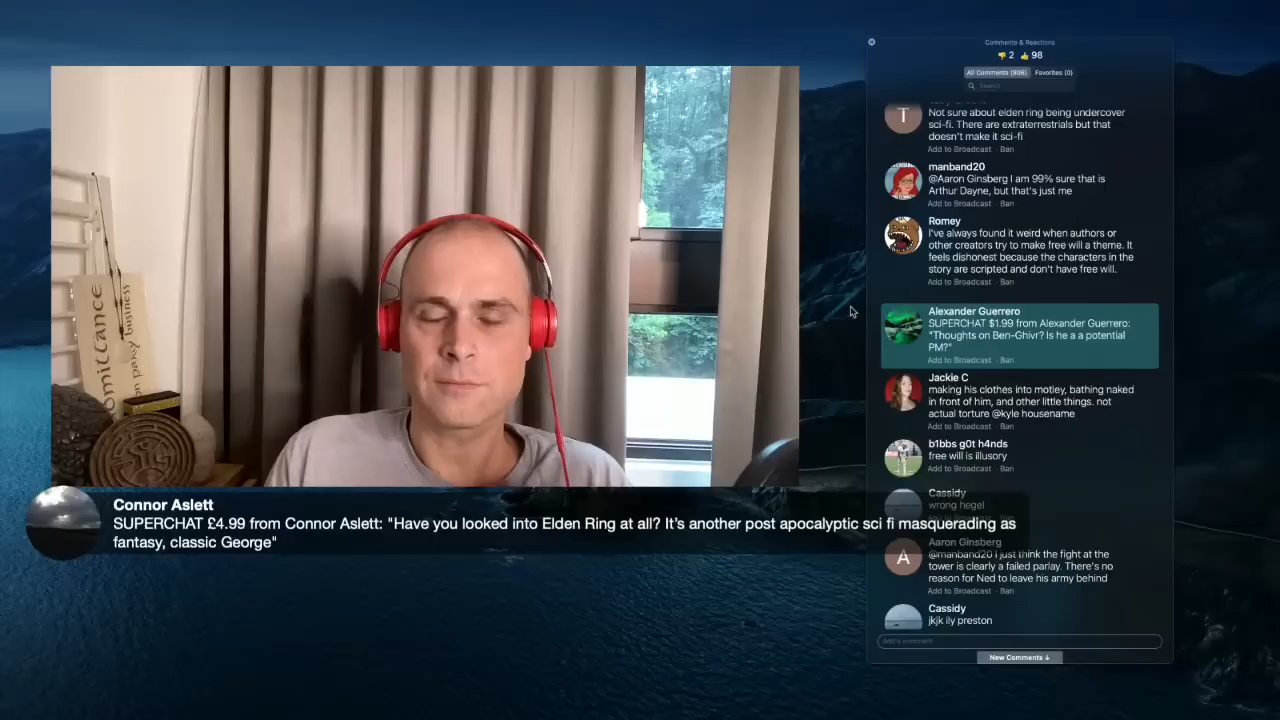 Comments & Reactions
👎 2 👍 98
All Comments (906) Favorites (0)
Search
T
Not sure about elden ring being undercover
sci-fi. There are extraterrestrials but that
doesn't make it sci-fi
Add to Broadcast · Ban
manband20
@Aaron Ginsberg I am 99% sure that is
Arthur Dayne, but that's just me
Add to Broadcast · Ban
Romey
I've always found it weird when authors or
other creators try to make free will a theme. It
feels dishonest because the characters in the
story are scripted and don't have free will.
Add to Broadcast · Ban
Alexander Guerrero
SUPERCHAT $1.99 from Alexander Guerrero:
"Thoughts on Ben-Ghivr? Is he a a potential
PM?"
Add to Broadcast · Ban
Jackie C
making his clothes into motley, bathing naked
in front of him, and other little things. not
actual torture @kyle housename
Add to Broadcast · Ban
b1bbs g0t h4nds
free will is illusory
Add to Broadcast · Ban
Cassidy
wrong hegel
Aaron Ginsberg
A
@manband20 I just think the fight at the
tower is clearly a failed parlay. There's no
reason for Ned to leave his army behind
Add to Broadcast · Ban
Cassidy
jkjk ily preston
Add a comment
New Comments ↓
omittance
on pansy business
Connor Aslett
SUPERCHAT £4.99 from Connor Aslett: "Have you looked into Elden Ring at all? It's another post apocalyptic sci fi masquerading as
fantasy, classic George"